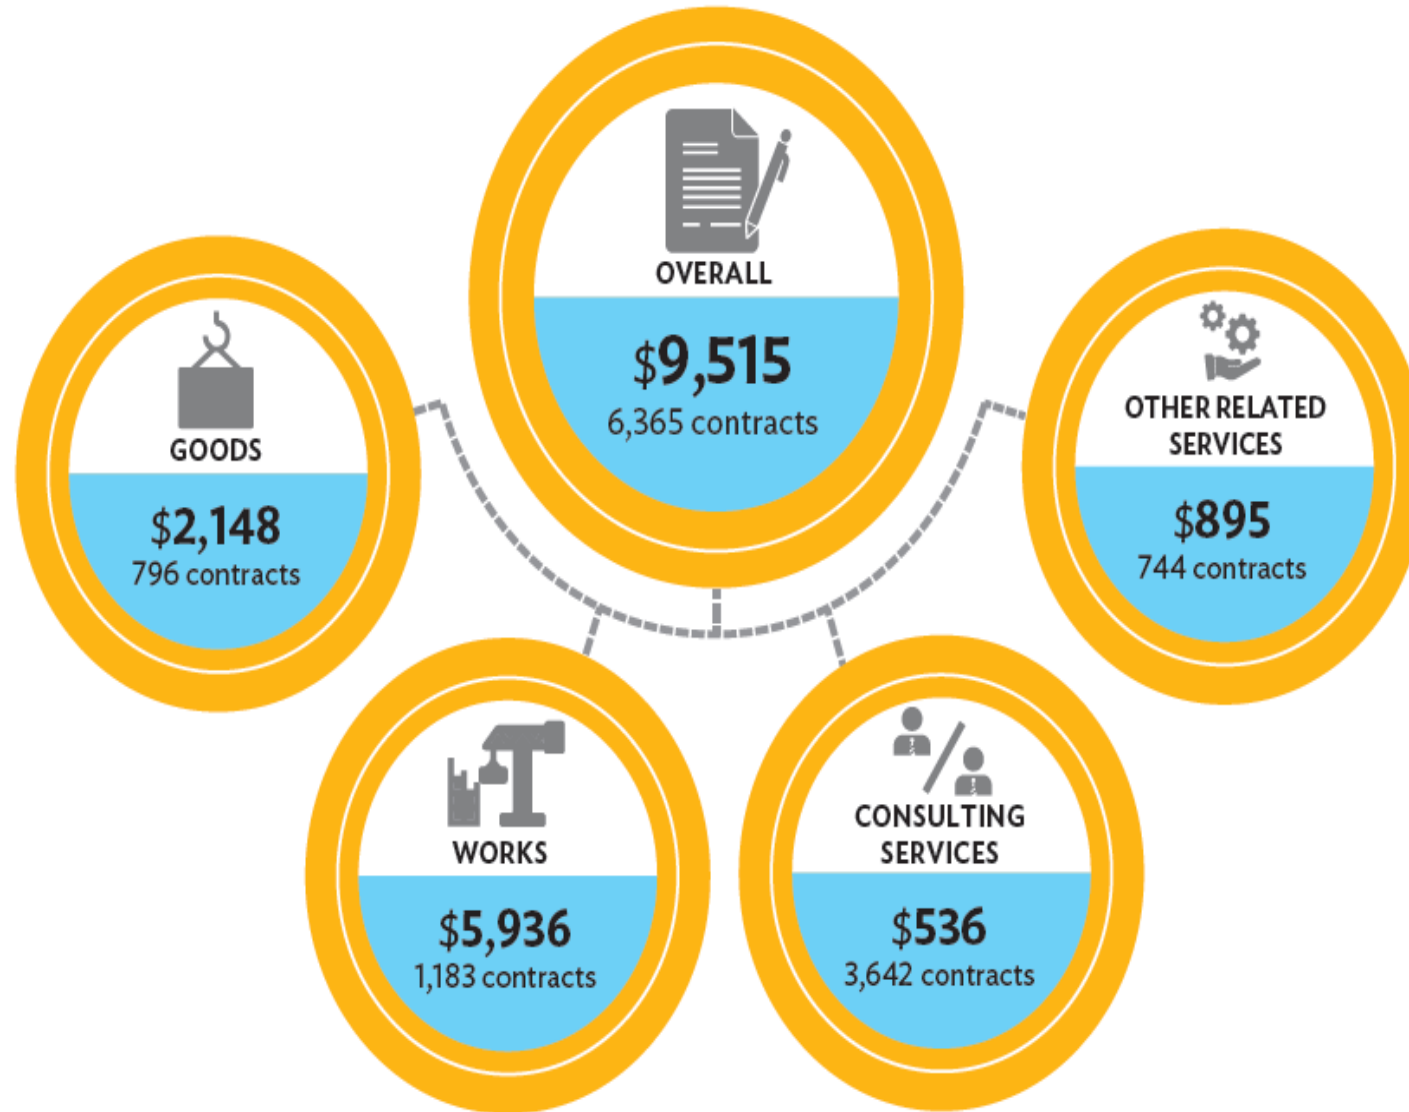 OVERALL
$9,515
6,365 contracts
GOODS
$2,148
796 contracts
OTHER RELATED
SERVICES
$895
744 contracts
WORKS
$5,936
1,183 contracts
CONSULTING
SERVICES
$536
3,642 contracts